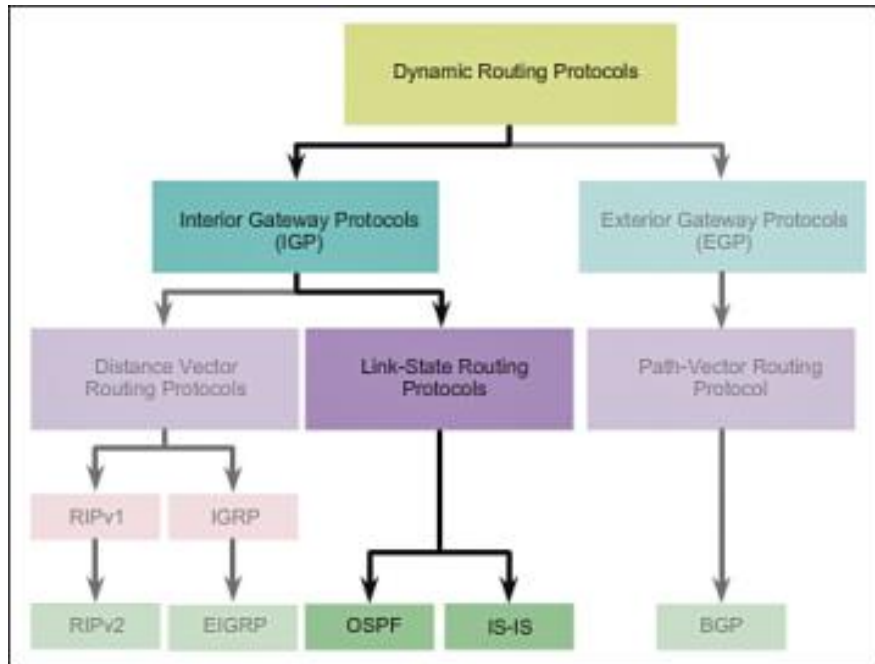 Dynamic Routing Protocols
Interior Gateway Protocols
(IGP)
Exterior Gateway Protocols
(EGP)
Distance Vector
Routing Protocols
Link-State Routing
Protocols
Path-Vector Routing
Protocol
RIPv1
IGRP
RIPv2
EIGRP
OSPF
IS-IS
BGP